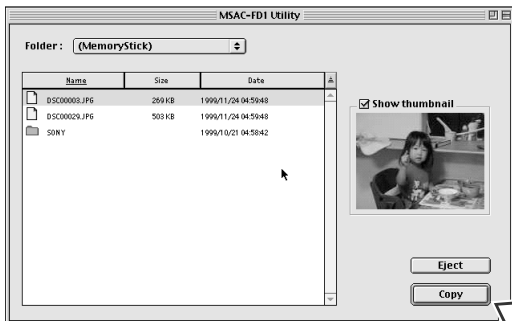 MSAC-FD1 Utility
Folder : (MemoryStick)
Name Size Date
DSC00003.JPG 269 KB 1999/11/24 04:59:48
DSC00029.JPG 503 KB 1999/11/24 04:59:48
SONY 1999/10/21 04:58:42
Show thumbnail
Eject
Copy